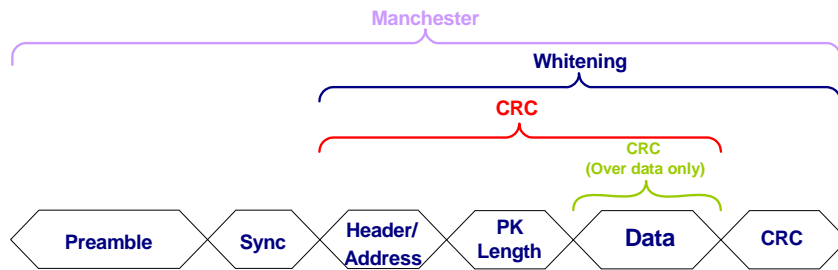 Manchester
Whitening
CRC
CRC
(Over data only)
Preamble
Sync
Header/
Address
PK
Length
Data
CRC